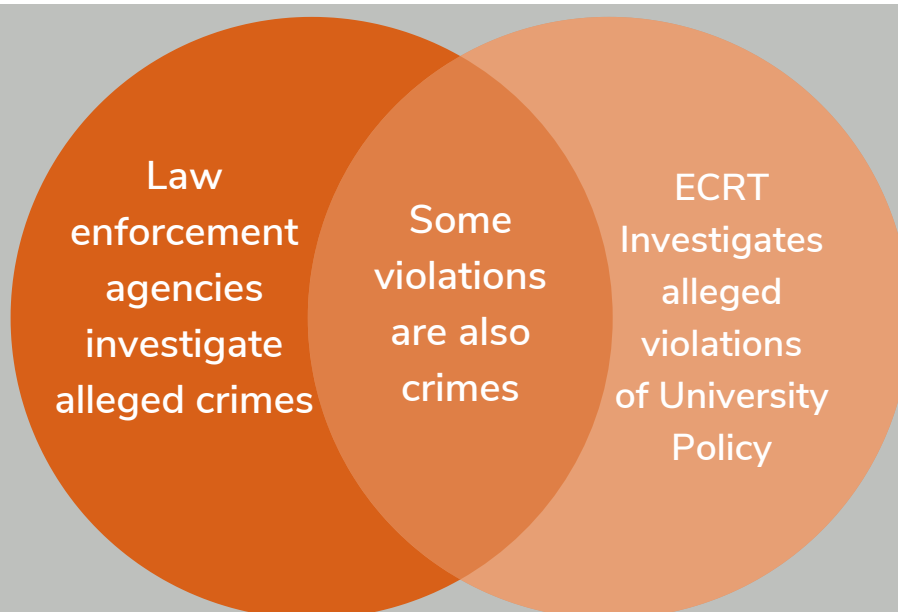 Law
enforcement
agencies
investigate
alleged crimes
Some
violations
are also
crimes
ECRT
Investigates
alleged
violations
of University
Policy